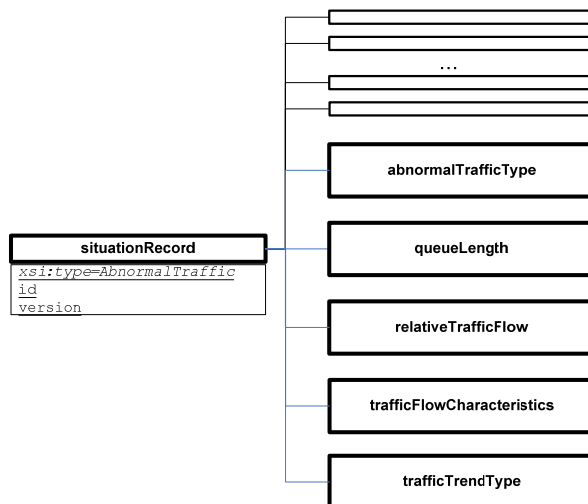 ...
abnormalTrafficType
situationRecord
queueLength
xsi:type=AbnormalTraffic
id
version
relativeTrafficFlow
trafficFlowCharacteristics
trafficTrendType